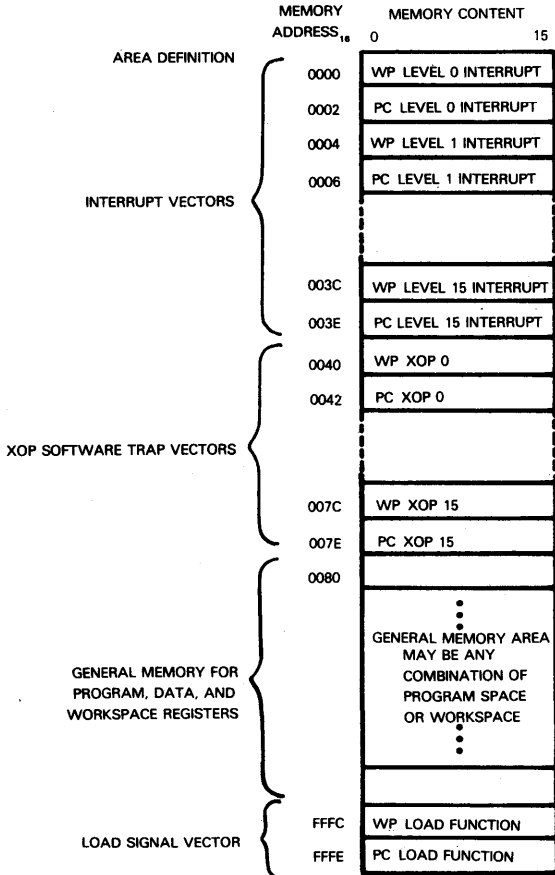 MEMORY MEMORY CONTENT
ADDRESS₁₆ 0 15
AREA DEFINITION
0000 WP LEVEL 0 INTERRUPT
0002 PC LEVEL 0 INTERRUPT
0004 WP LEVEL 1 INTERRUPT
0006 PC LEVEL 1 INTERRUPT
INTERRUPT VECTORS
003C WP LEVEL 15 INTERRUPT
003E PC LEVEL 15 INTERRUPT
0040 WP XOP 0
0042 PC XOP 0
XOP SOFTWARE TRAP VECTORS
007C WP XOP 15
007E PC XOP 15
0080
GENERAL MEMORY FOR
PROGRAM, DATA, AND
WORKSPACE REGISTERS
GENERAL MEMORY AREA
MAY BE ANY
COMBINATION OF
PROGRAM SPACE
OR WORKSPACE
LOAD SIGNAL VECTOR
FFFC WP LOAD FUNCTION
FFFE PC LOAD FUNCTION